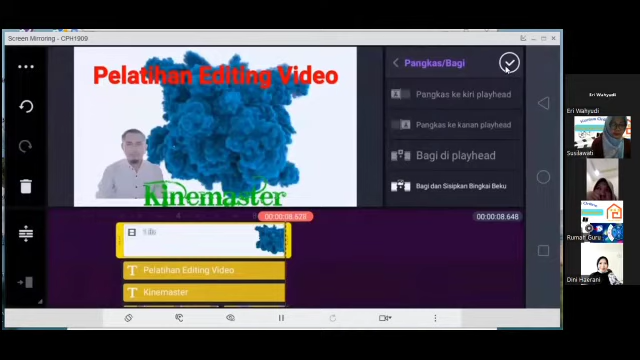 Screen Mirroring - CPH1909
Pelatihan Editing Video
Kinemaster
Pangkas/Bagi
Pangkas ke kiri playhead
Pangkas ke kanan playhead
Bagi di playhead
Bagi dan Sisipkan Bingkai Beku
00:00:08.628
00:00:08.648
Pelatihan Editing Video
Kinemaster
Eri Wahyudi
Eri Wahyudi
Susilawati
Rumah Guru
Dini Haerani